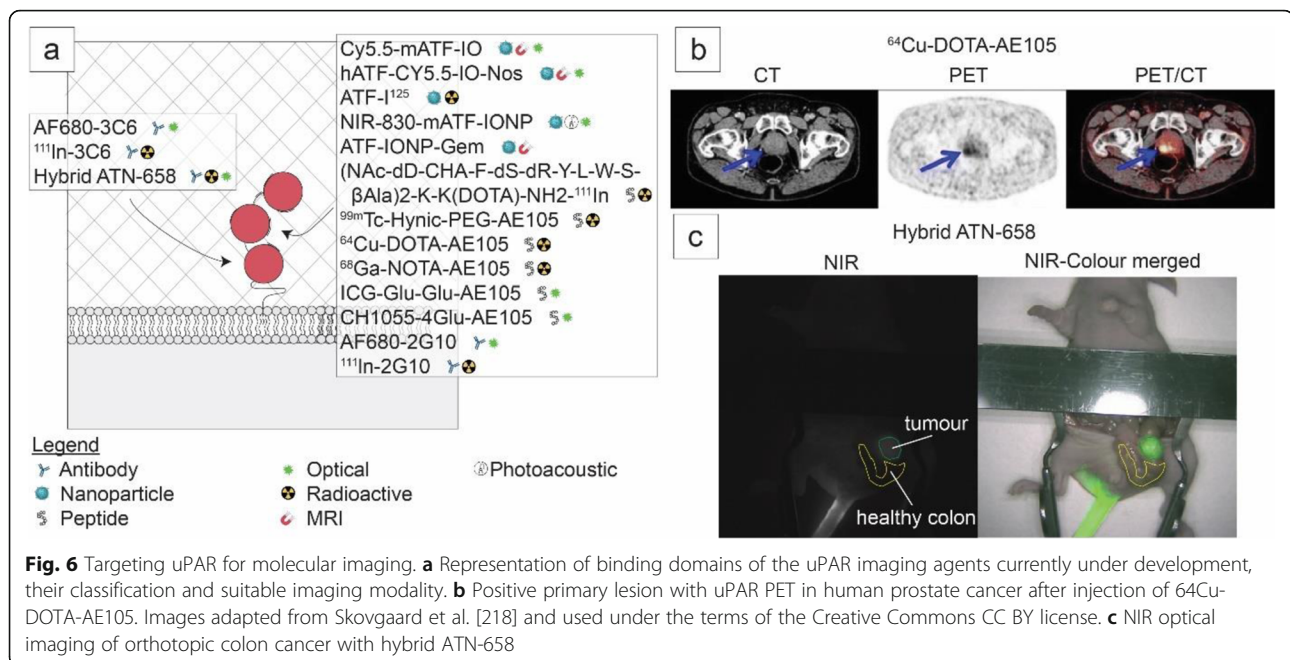 a
AF680-3C6
¹¹¹In-3C6
Hybrid ATN-658
Cy5.5-mATF-IO
hATF-CY5.5-IO-Nos
ATF-I¹²⁵
NIR-830-mATF-IONP
ATF-IONP-Gem
(NAc-dD-CHA-F-dS-dR-Y-L-W-S-
βAla)2-K-K(DOTA)-NH2-¹¹¹In
⁹⁹ᵐTc-Hynic-PEG-AE105
⁶⁴Cu-DOTA-AE105
⁶⁸Ga-NOTA-AE105
ICG-Glu-Glu-AE105
CH1055-4Glu-AE105
AF680-2G10
¹¹¹In-2G10
Legend
Antibody
Nanoparticle
Peptide
Optical
Radioactive
MRI
Photoacoustic
b
⁶⁴Cu-DOTA-AE105
CT PET PET/CT
c
Hybrid ATN-658
NIR NIR-Colour merged
tumour
healthy colon
Fig. 6 Targeting uPAR for molecular imaging. a Representation of binding domains of the uPAR imaging agents currently under development,
their classification and suitable imaging modality. b Positive primary lesion with uPAR PET in human prostate cancer after injection of 64Cu-
DOTA-AE105. Images adapted from Skovgaard et al. [218] and used under the terms of the Creative Commons CC BY license. c NIR optical
imaging of orthotopic colon cancer with hybrid ATN-658